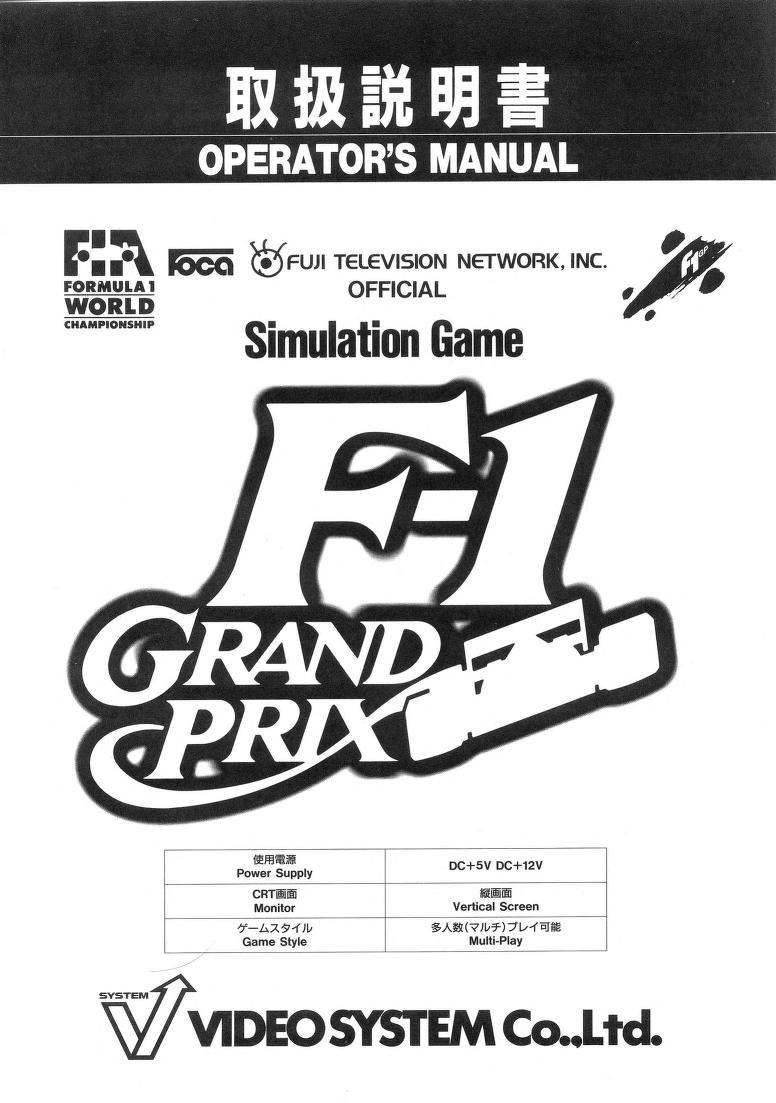 取扱説明書
OPERATOR'S MANUAL
FIA
FORMULA 1
WORLD
CHAMPIONSHIP
Foca
FUJI TELEVISION NETWORK, INC.
OFFICIAL
F-1 GP
Simulation Game
F-1
GRAND
PRIX
使用電源
Power Supply
DC+5V DC+12V
CRT画面
Monitor
縦画面
Vertical Screen
ゲームスタイル
Game Style
多人数(マルチ)プレイ可能
Multi-Play
SYSTEM
V
VIDEO SYSTEM Co.,Ltd.